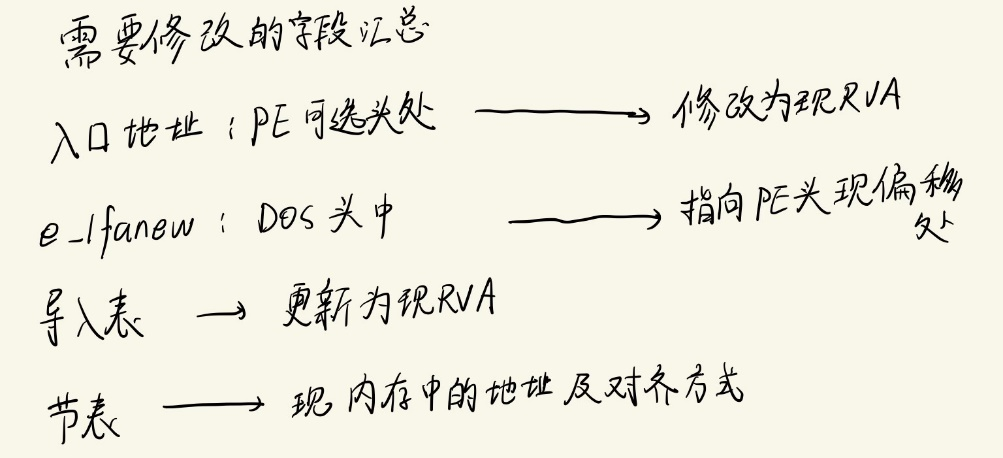 需要修改的字段汇总
入口地址：PE可选头处 → 修改为现RVA
e_lfanew：DOS头中 → 指向PE头现偏移处
导入表 → 更新为现RVA
节表 → 现内存中的地址及对齐方式